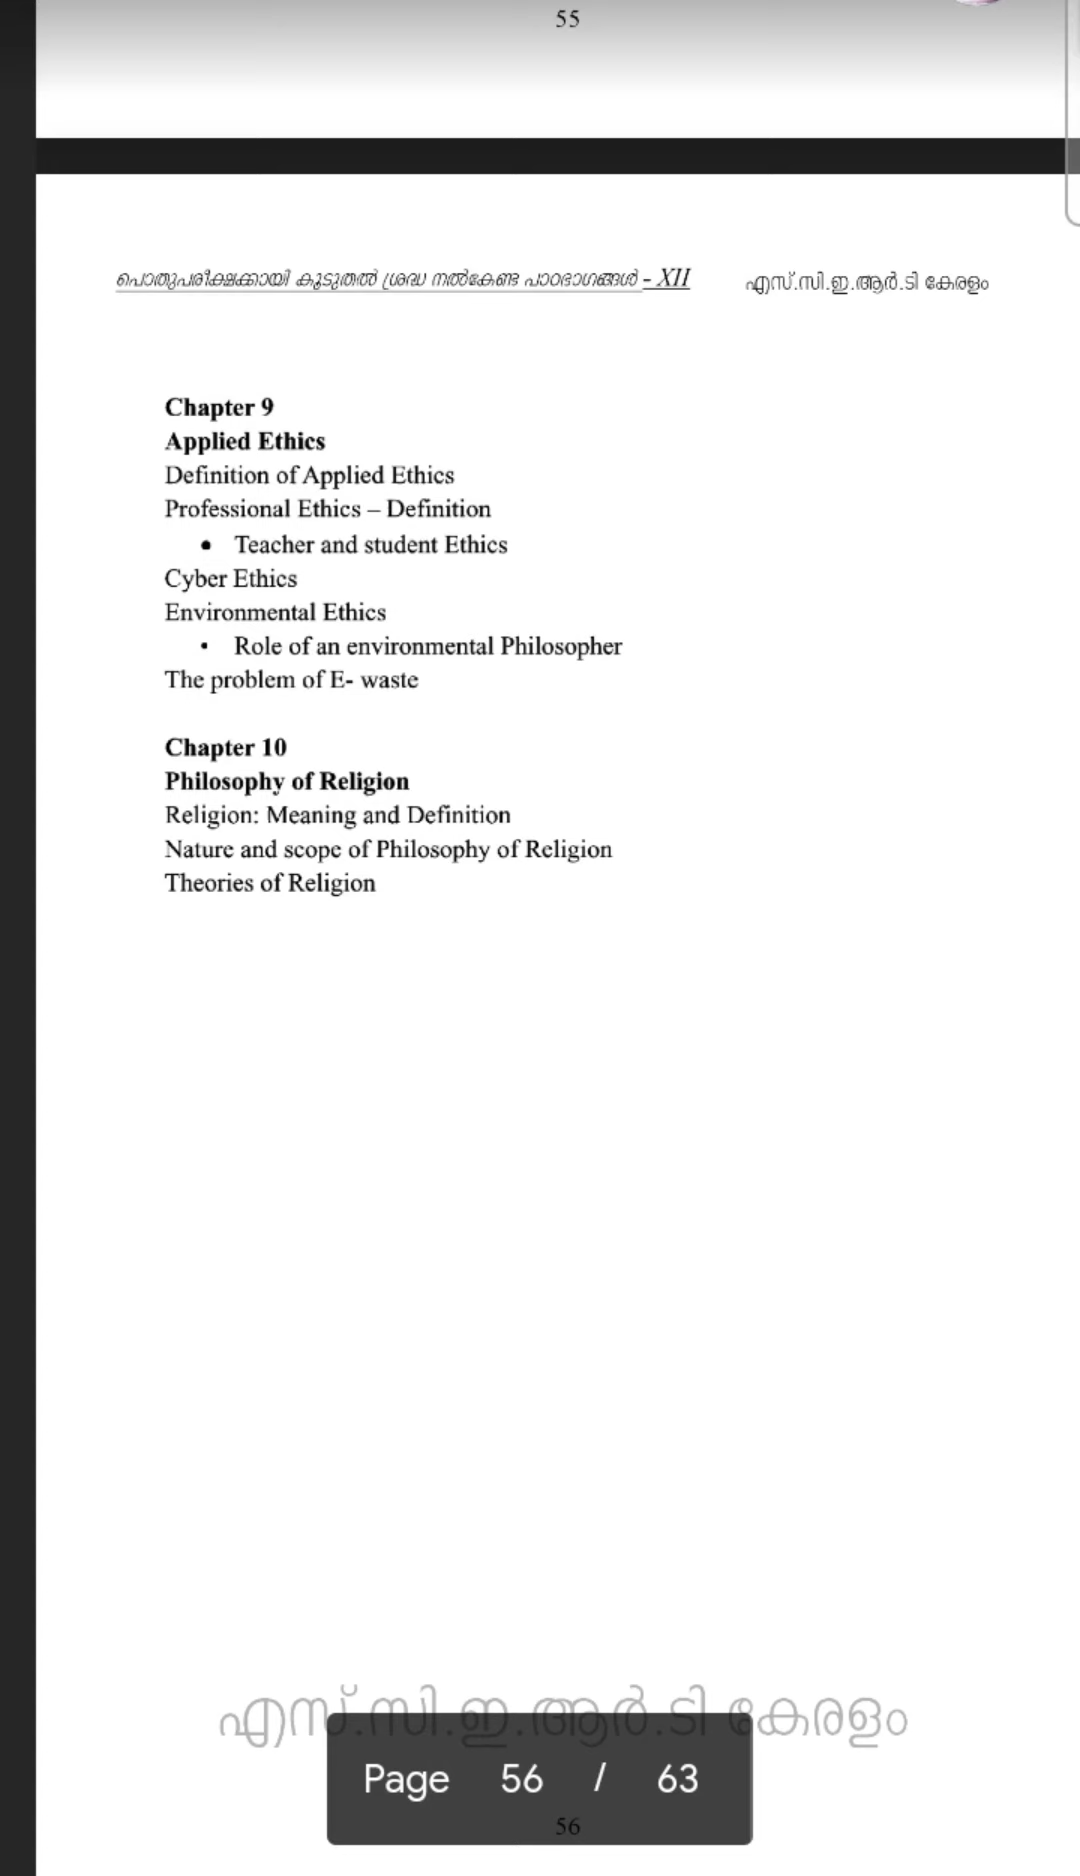 55
പൊതുപരീക്ഷക്കായി കൂടുതൽ ശ്രദ്ധ നൽകേണ്ട പാഠഭാഗങ്ങൾ - XII എസ്.സി.ഇ.ആർ.ടി കേരളം
Chapter 9
Applied Ethics
Definition of Applied Ethics
Professional Ethics – Definition
• Teacher and student Ethics
Cyber Ethics
Environmental Ethics
• Role of an environmental Philosopher
The problem of E- waste
Chapter 10
Philosophy of Religion
Religion: Meaning and Definition
Nature and scope of Philosophy of Religion
Theories of Religion
എസ്.സി.ഇ.ആർ.ടി കേരളം
Page 56 / 63
56